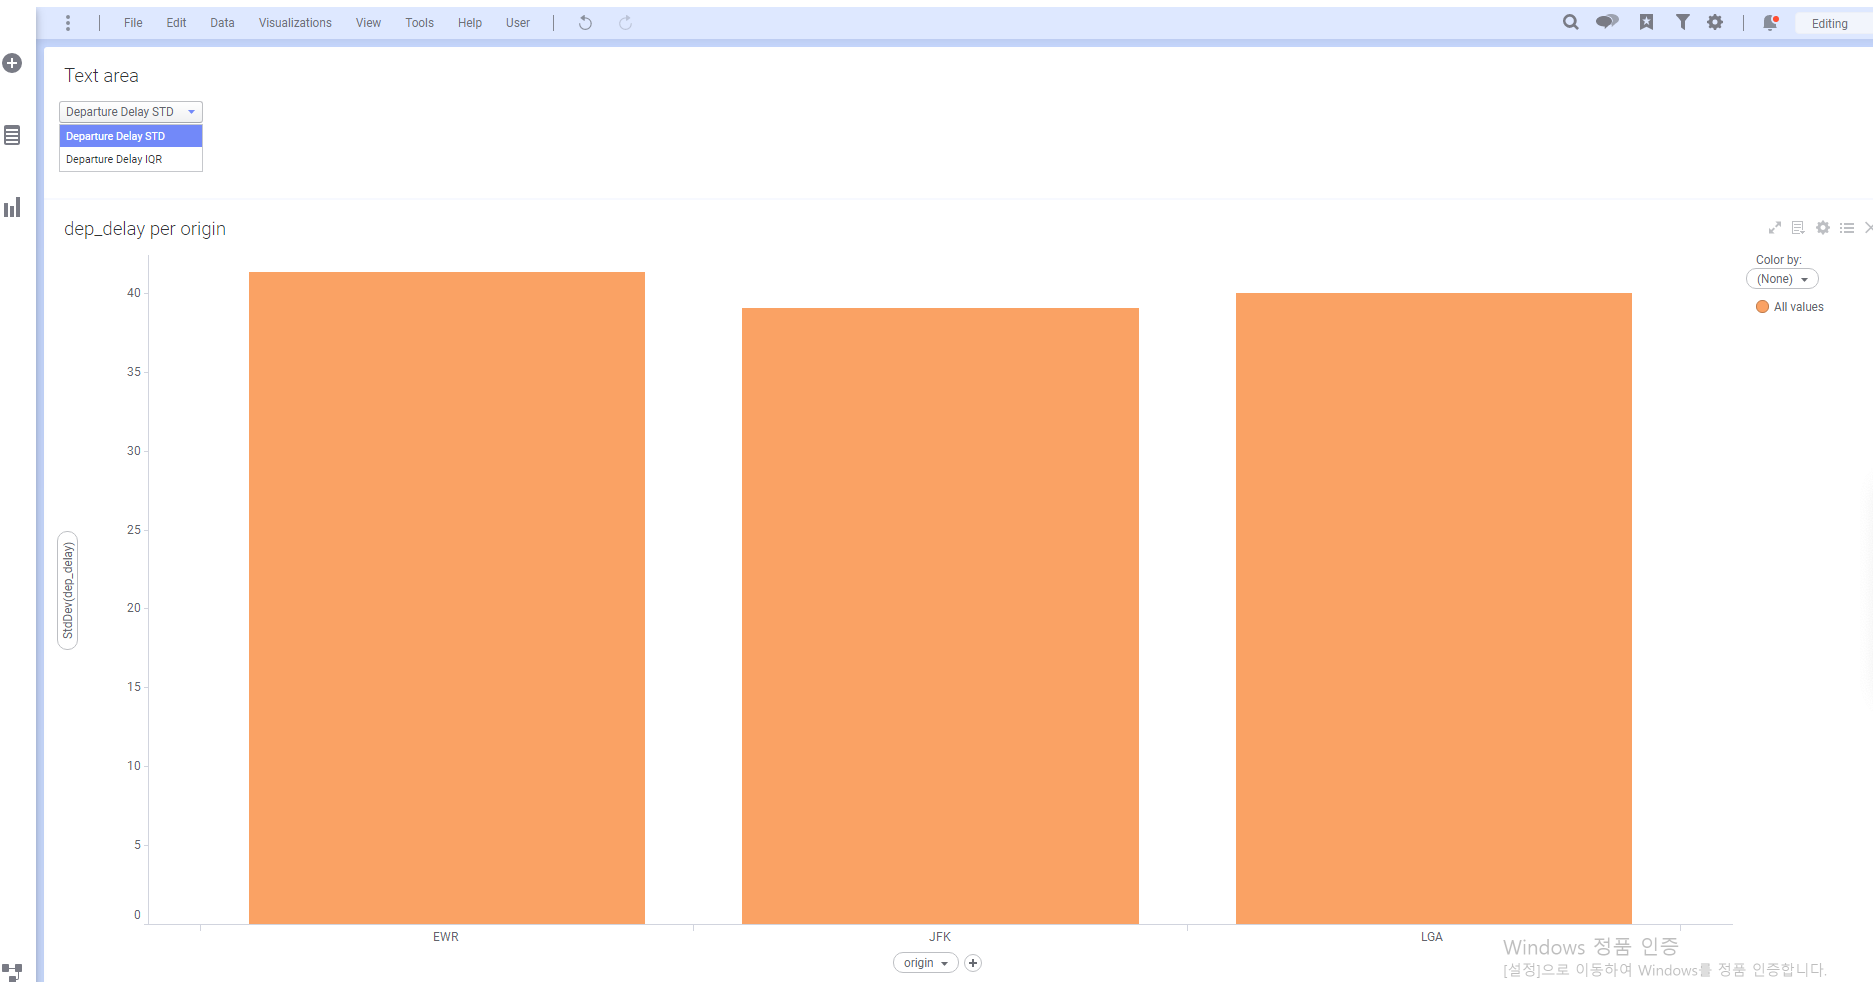 File Edit Data Visualizations View Tools Help User Editing
Text area
Departure Delay STD
Departure Delay STD
Departure Delay IQR
dep_delay per origin
Color by:
(None)
All values
StdDev(dep_delay)
40
35
30
25
20
15
10
5
0
EWR JFK LGA
origin
Windows 정품 인증
[설정]으로 이동하여 Windows를 정품 인증합니다.